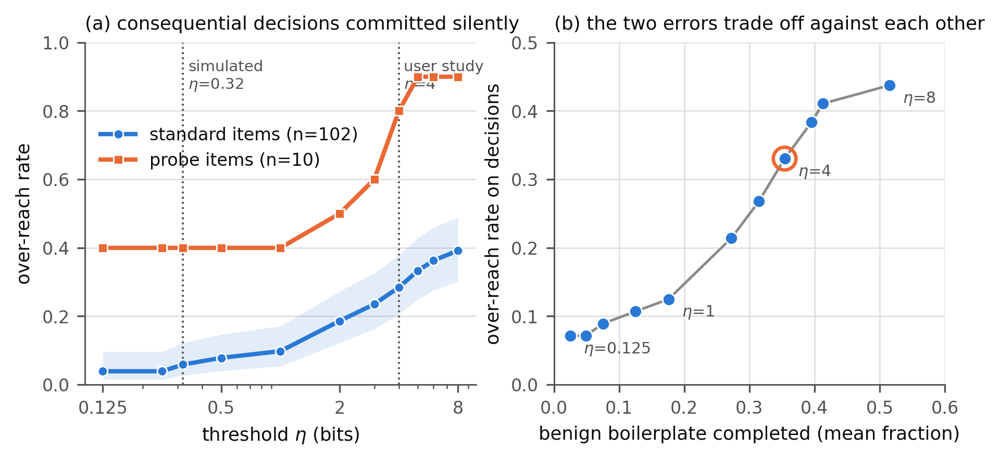 (a) consequential decisions committed silently
1.0
0.8
0.6
0.4
0.2
0.0
over-reach rate
simulated
η=0.32
user study
η=4
standard items (n=102)
probe items (n=10)
0.125
0.5
2
8
threshold η (bits)
(b) the two errors trade off against each other
0.5
0.4
0.3
0.2
0.1
0.0
over-reach rate on decisions
η=8
η=4
η=1
η=0.125
0.0
0.1
0.2
0.3
0.4
0.5
0.6
benign boilerplate completed (mean fraction)